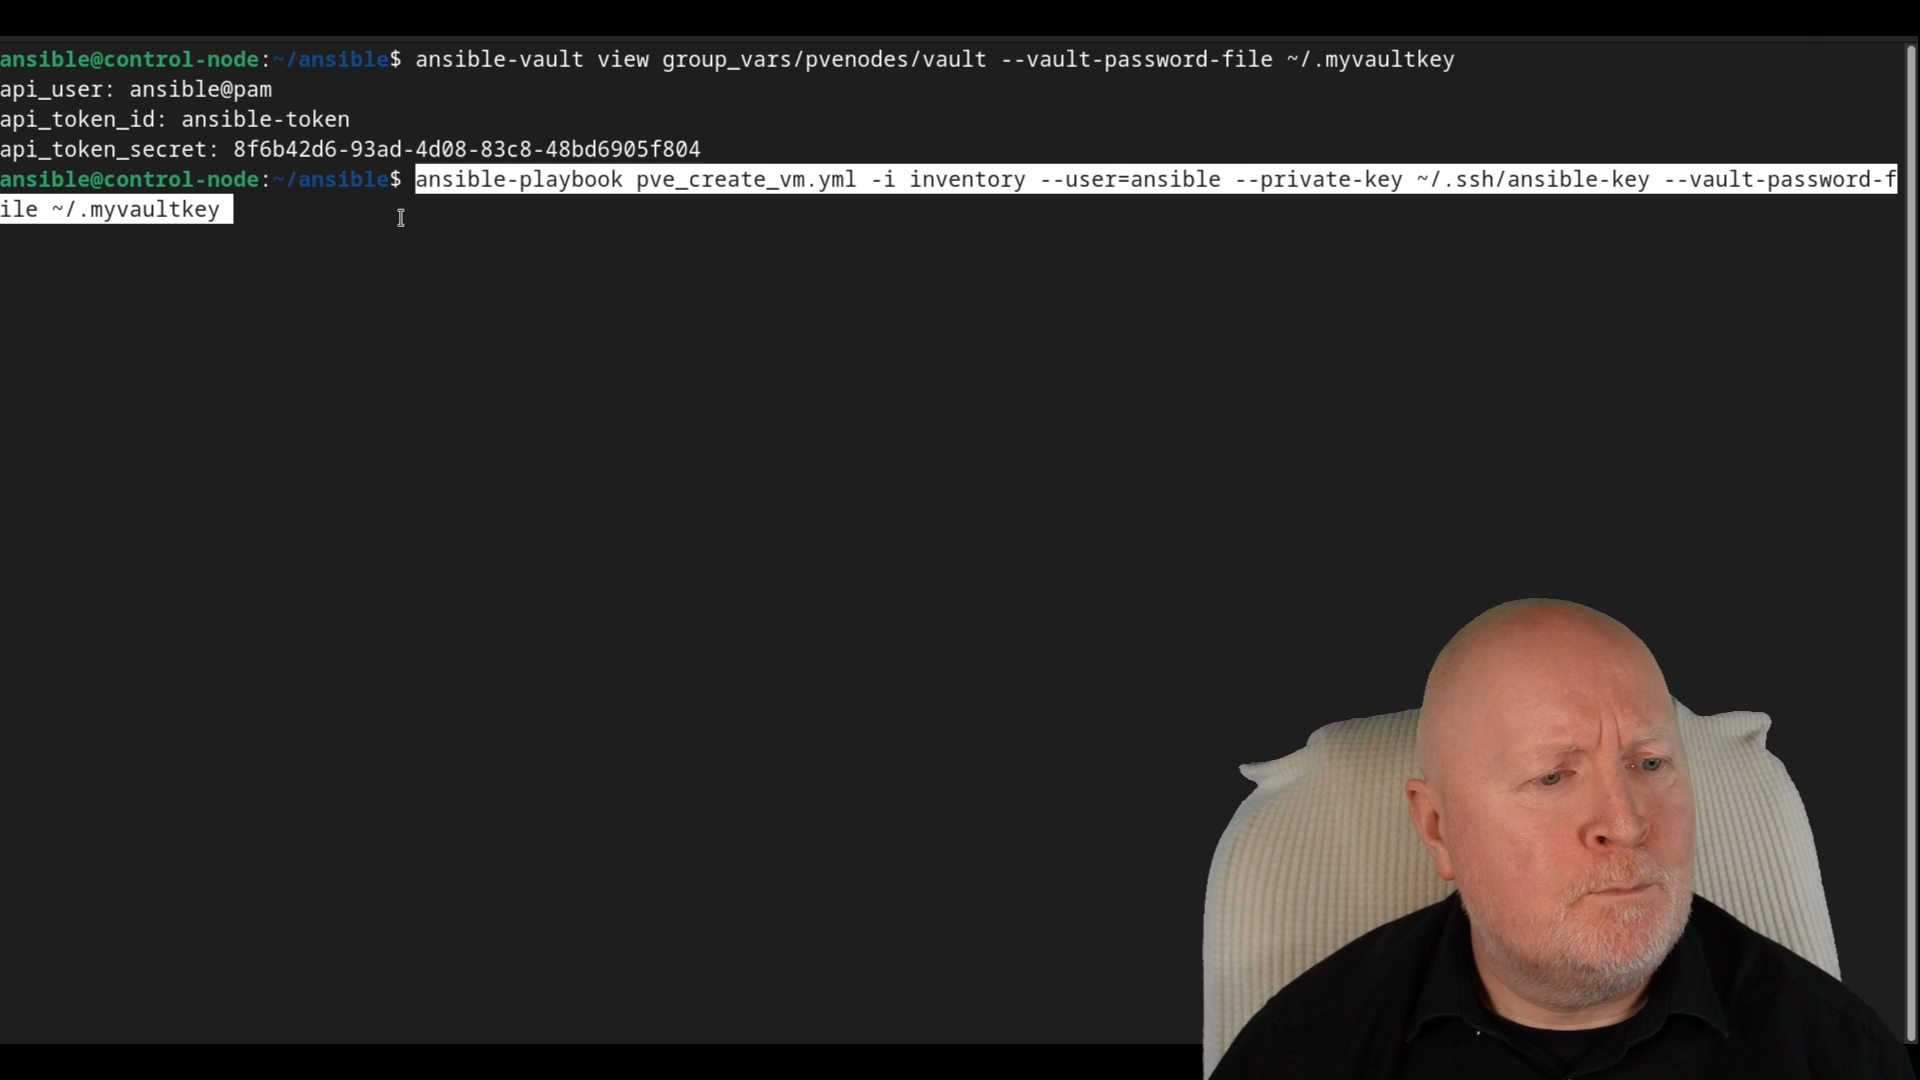 ansible@control-node:~/ansible$ ansible-vault view group_vars/pvenodes/vault --vault-password-file ~/.myvaultkey
api_user: ansible@pam
api_token_id: ansible-token
api_token_secret: 8f6b42d6-93ad-4d08-83c8-48bd6905f804
ansible@control-node:~/ansible$ ansible-playbook pve_create_vm.yml -i inventory --user=ansible --private-key ~/.ssh/ansible-key --vault-password-f
ile ~/.myvaultkey